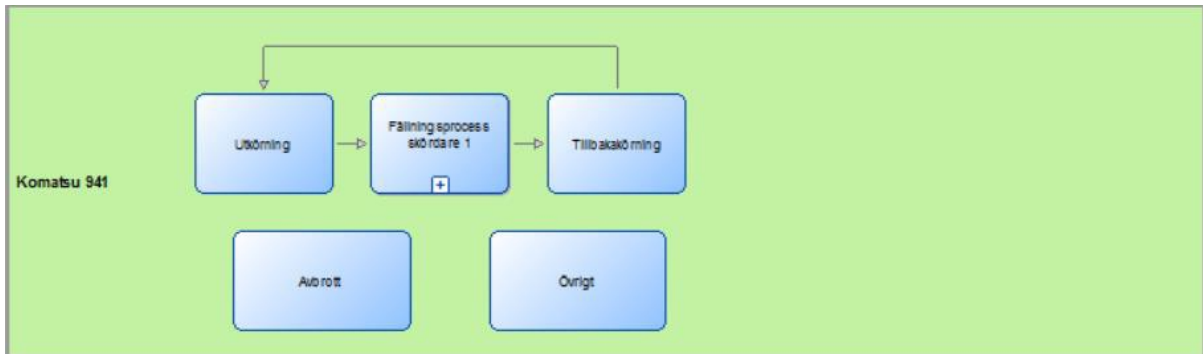 Utkörning
Fällningsprocess
skördare 1
Tillbakakörning
Komatsu 941
Avbrott
Övrigt